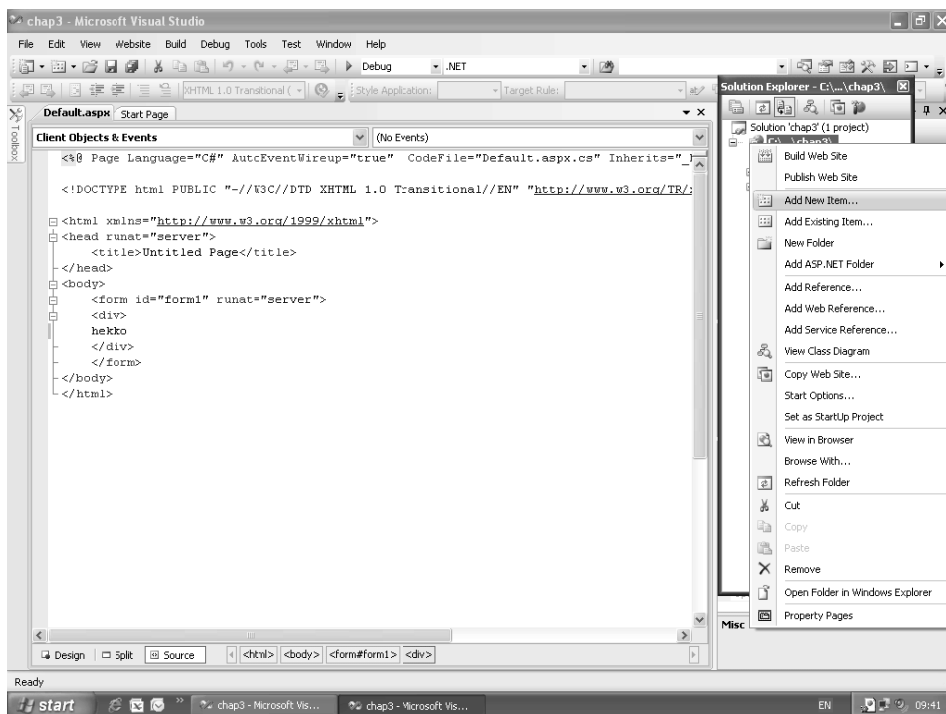 chap3 - Microsoft Visual Studio
File Edit View Website Build Debug Tools Test Window Help
Debug .NET
XHTML 1.0 Transitional ( Style Application: Target Rule:
Toolbox
Default.aspx Start Page
Client Objects & Events (No Events)
<%@ Page Language="C#" AutoEventWireup="true" CodeFile="Default.aspx.cs" Inherits="_
<!DOCTYPE html PUBLIC "-//W3C//DTD XHTML 1.0 Transitional//EN" "http://www.w3.org/TR/
<html xmlns="http://www.w3.org/1999/xhtml">
<head runat="server">
<title>Untitled Page</title>
</head>
<body>
<form id="form1" runat="server">
<div>
hekko
</div>
</form>
</body>
</html>
Design Split Source <html> <body> <form#form1> <div>
Solution Explorer - C:\...\chap3\
Solution 'chap3' (1 project)
C:\...\chap3\
Build Web Site
Publish Web Site
Add New Item...
Add Existing Item...
New Folder
Add ASP.NET Folder
Add Reference...
Add Web Reference...
Add Service Reference...
View Class Diagram
Copy Web Site...
Start Options...
Set as StartUp Project
View in Browser
Browse With...
Refresh Folder
Cut
Copy
Paste
Remove
Open Folder in Windows Explorer
Property Pages
Misc
Ready
start chap3 - Microsoft Vis... chap3 - Microsoft Vis... EN 09:41